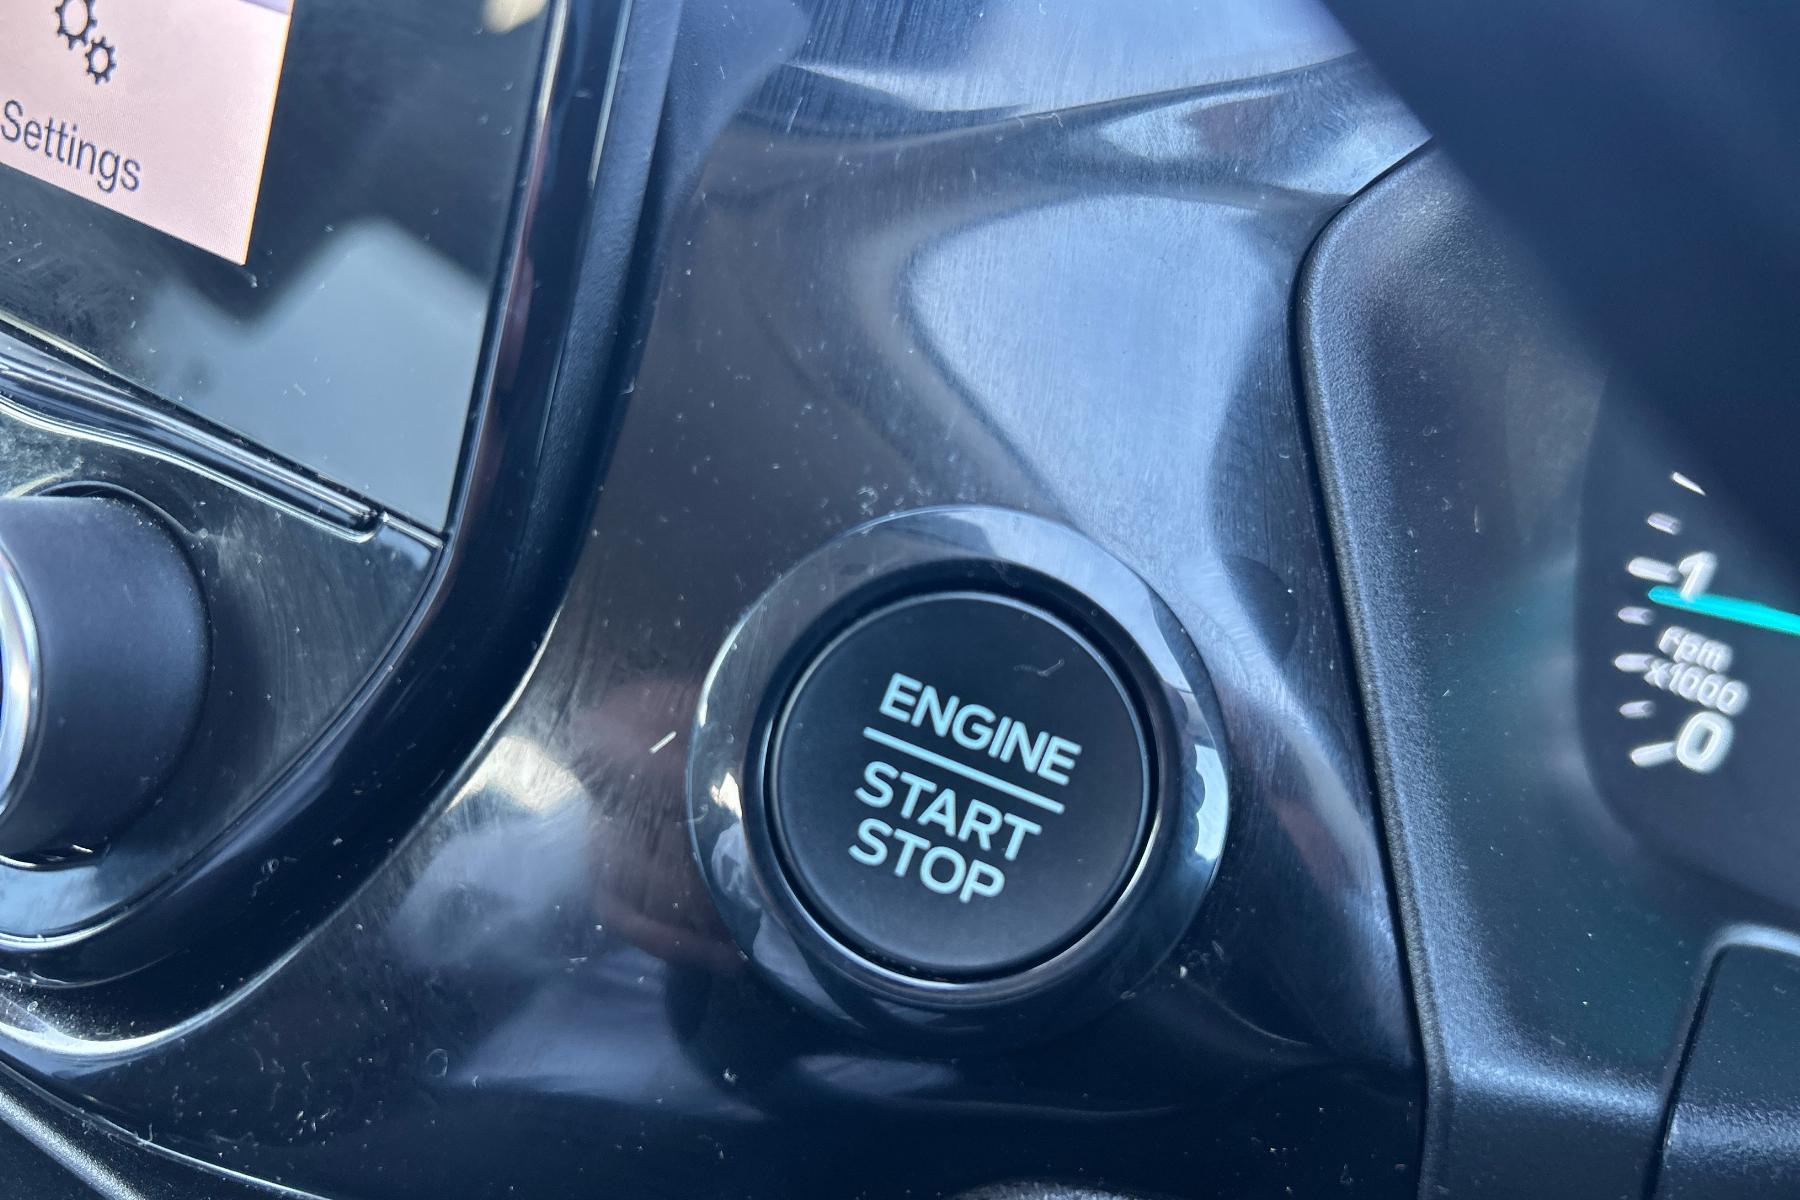 Settings
ENGINE
START
STOP
1
rpm
x1000
0